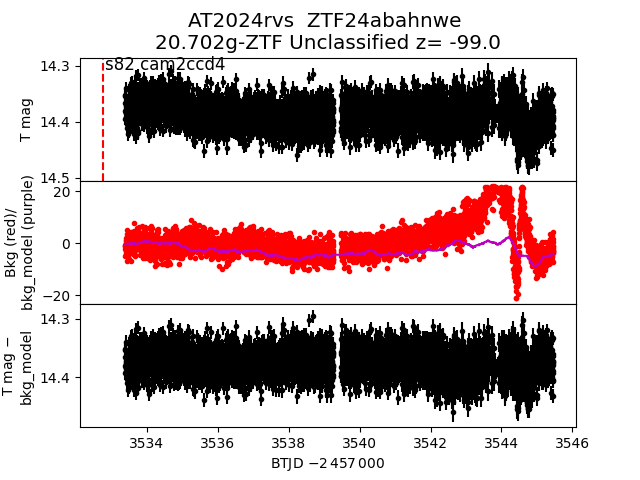 AT2024rvs  ZTF24abahnwe
20.702g-ZTF Unclassified z= -99.0
s82 cam2ccd4
14.3
14.4
14.5
T mag
20
0
−20
Bkg (red)/
bkg_model (purple)
14.3
14.4
T mag −
bkg_model
3534 3536 3538 3540 3542 3544 3546
BTJD −2 457 000